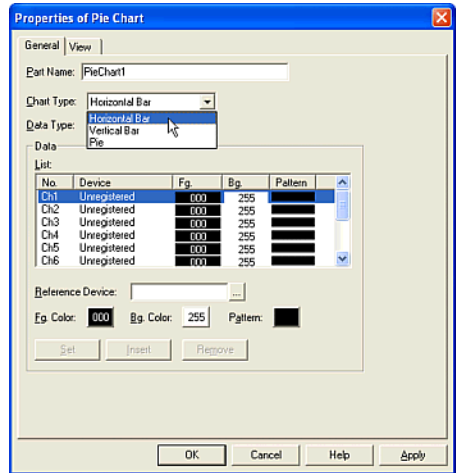 Properties of Pie Chart
General View
Part Name: PieChart1
Chart Type: Horizontal Bar
Horizontal Bar
Data Type: Vertical Bar
Pie
Data
List:
No. Device Fg. Bg. Pattern
Ch1 Unregistered 000 255
Ch2 Unregistered 000 255
Ch3 Unregistered 000 255
Ch4 Unregistered 000 255
Ch5 Unregistered 000 255
Ch6 Unregistered 000 255
Reference Device: ...
Fg. Color: 000 Bg. Color: 255 Pattern:
Set Insert Remove
OK Cancel Help Apply